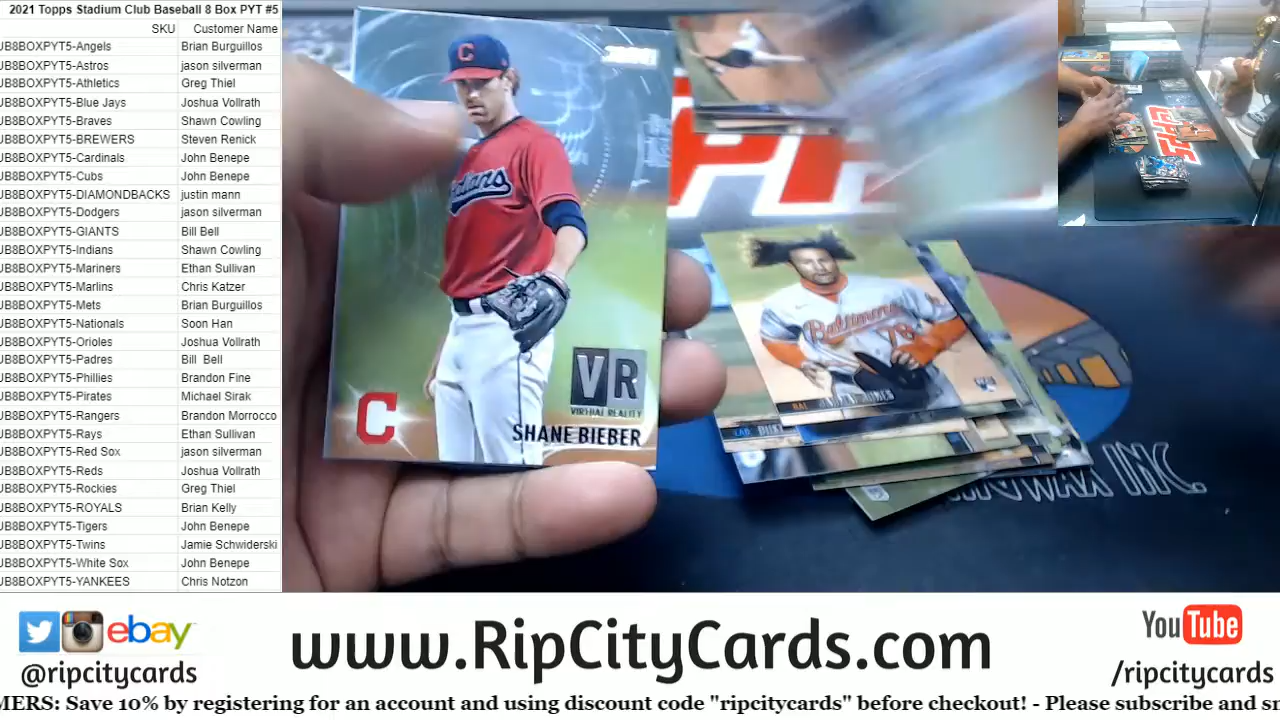 2021 Topps Stadium Club Baseball 8 Box PYT #5
SKU Customer Name
JB8BOXPYT5-Angels Brian Burguillos
JB8BOXPYT5-Astros jason silverman
JB8BOXPYT5-Athletics Greg Thiel
JB8BOXPYT5-Blue Jays Joshua Vollrath
JB8BOXPYT5-Braves Shawn Cowling
JB8BOXPYT5-BREWERS Steven Renick
JB8BOXPYT5-Cardinals John Benepe
JB8BOXPYT5-Cubs John Benepe
JB8BOXPYT5-DIAMONDBACKS justin mann
JB8BOXPYT5-Dodgers jason silverman
JB8BOXPYT5-GIANTS Bill Bell
JB8BOXPYT5-Indians Shawn Cowling
JB8BOXPYT5-Mariners Ethan Sullivan
JB8BOXPYT5-Marlins Chris Katzer
JB8BOXPYT5-Mets Brian Burguillos
JB8BOXPYT5-Nationals Soon Han
JB8BOXPYT5-Orioles Joshua Vollrath
JB8BOXPYT5-Padres Bill Bell
JB8BOXPYT5-Phillies Brandon Fine
JB8BOXPYT5-Pirates Michael Sirak
JB8BOXPYT5-Rangers Brandon Morrocco
JB8BOXPYT5-Rays Ethan Sullivan
JB8BOXPYT5-Red Sox jason silverman
JB8BOXPYT5-Reds Joshua Vollrath
JB8BOXPYT5-Rockies Greg Thiel
JB8BOXPYT5-ROYALS Brian Kelly
JB8BOXPYT5-Tigers John Benepe
JB8BOXPYT5-Twins Jamie Schwiderski
JB8BOXPYT5-White Sox John Benepe
JB8BOXPYT5-YANKEES Chris Notzon
C
Indians
C
VR
VIRTUAL REALITY
SHANE BIEBER
Baltimore
INC.
ebay
@ripcitycards
www.RipCityCards.com
YouTube
/ripcitycards
MERS: Save 10% by registering for an account and using discount code "ripcitycards" before checkout! - Please subscribe and